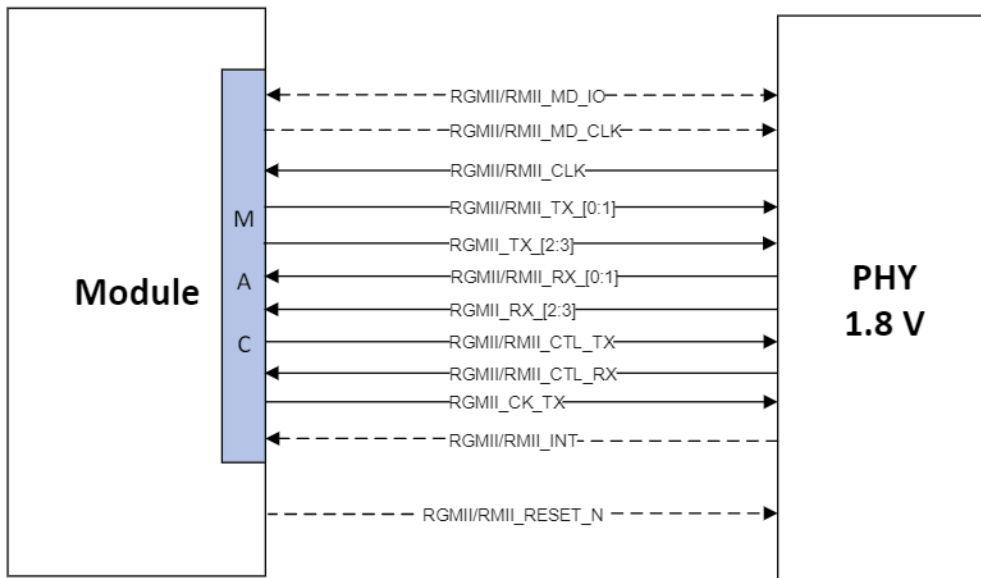 RGMII/RMII_MD_IO
RGMII/RMII_MD_CLK
RGMII/RMII_CLK
RGMII/RMII_TX_[0:1]
RGMII_TX_[2:3]
RGMII/RMII_RX_[0:1]
RGMII_RX_[2:3]
RGMII/RMII_CTL_TX
RGMII/RMII_CTL_RX
RGMII_CK_TX
RGMII/RMII_INT
RGMII/RMII_RESET_N
Module
M
A
C
PHY
1.8 V